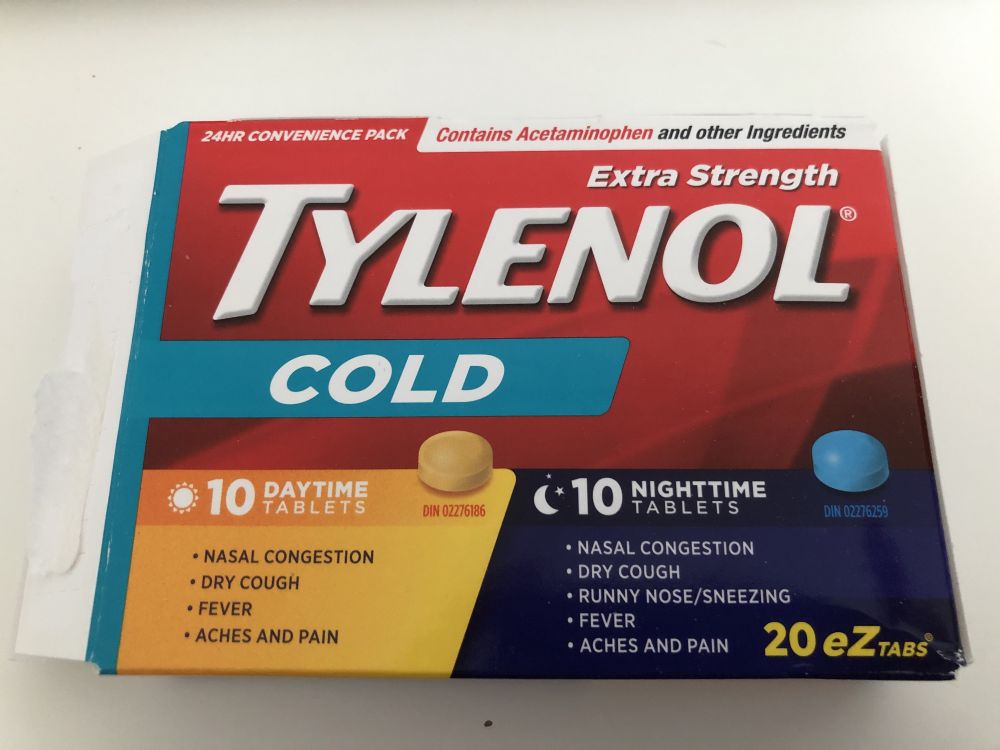 24HR CONVENIENCE PACK
Contains Acetaminophen and other Ingredients
Extra Strength
TYLENOL®
COLD
10 DAYTIME TABLETS
DIN 02276186
• NASAL CONGESTION
• DRY COUGH
• FEVER
• ACHES AND PAIN
10 NIGHTTIME TABLETS
DIN 02276259
• NASAL CONGESTION
• DRY COUGH
• RUNNY NOSE/SNEEZING
• FEVER
• ACHES AND PAIN
20 eZ TABS®